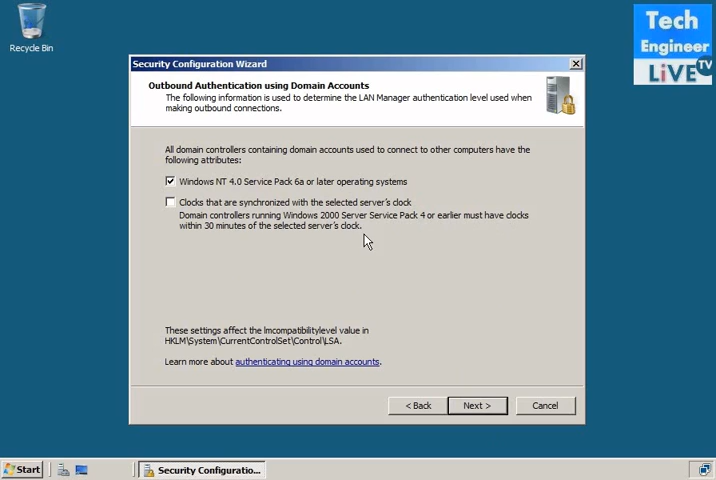 Recycle Bin
Tech
Engineer
LiVE TV
Security Configuration Wizard
Outbound Authentication using Domain Accounts
The following information is used to determine the LAN Manager authentication level used when
making outbound connections.
All domain controllers containing domain accounts used to connect to other computers have the
following attributes:
Windows NT 4.0 Service Pack 6a or later operating systems
Clocks that are synchronized with the selected server's clock
Domain controllers running Windows 2000 Server Service Pack 4 or earlier must have clocks
within 30 minutes of the selected server's clock.
These settings affect the lmcompatibilitylevel value in
HKLM\System\CurrentControlSet\Control\LSA.
Learn more about authenticating using domain accounts.
< Back
Next >
Cancel
Start
Security Configuratio...